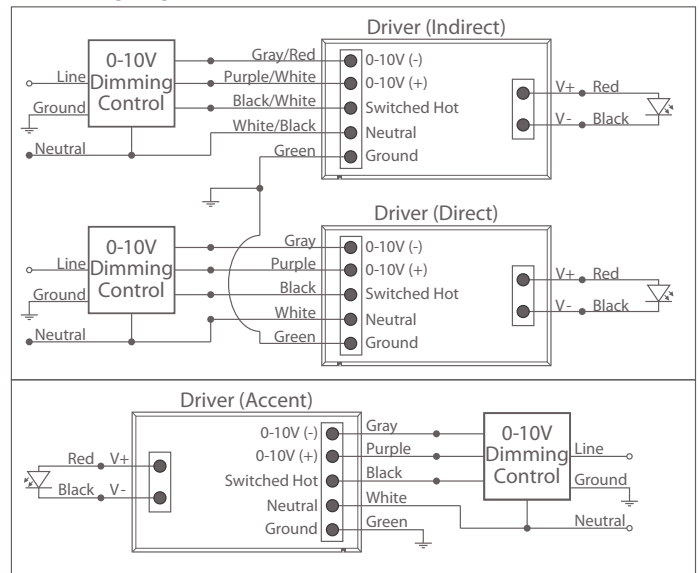 Driver (Indirect)
0-10V
Dimming
Control
Line
Ground
Neutral
Gray/Red
Purple/White
Black/White
White/Black
Green
0-10V (-)
0-10V (+)
Switched Hot
Neutral
Ground
V+ Red
V- Black
Driver (Direct)
0-10V
Dimming
Control
Line
Ground
Neutral
Gray
Purple
Black
White
Green
0-10V (-)
0-10V (+)
Switched Hot
Neutral
Ground
V+ Red
V- Black
Driver (Accent)
Red V+
Black V-
0-10V (-)
0-10V (+)
Switched Hot
Neutral
Ground
Gray
Purple
Black
White
Green
0-10V
Dimming
Control
Line
Ground
Neutral